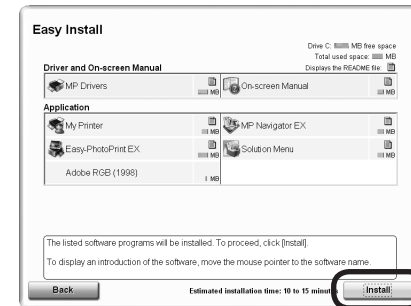 Easy Install
Drive C: MB free space
Total used space: MB
Driver and On-screen Manual Displays the README file:
MP Drivers MB On-screen Manual MB
Application
My Printer MB MP Navigator EX MB
Easy-PhotoPrint EX MB Solution Menu MB
Adobe RGB (1998) 1 MB
The listed software programs will be installed. To proceed, click [Install].
To display an introduction of the software, move the mouse pointer to the software name.
Back Estimated installation time: 10 to 15 minutes Install